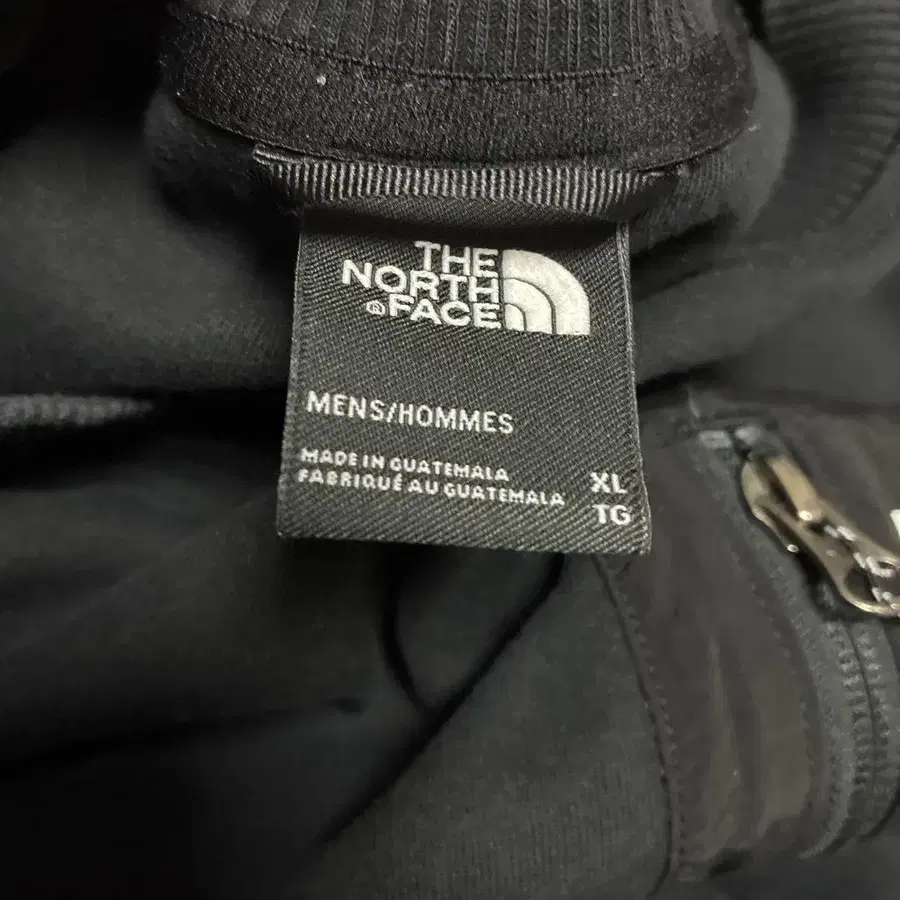 THE
NORTH
®FACE
MENS/HOMMES
MADE IN GUATEMALA
FABRIQUÉ AU GUATEMALA
XL
TG